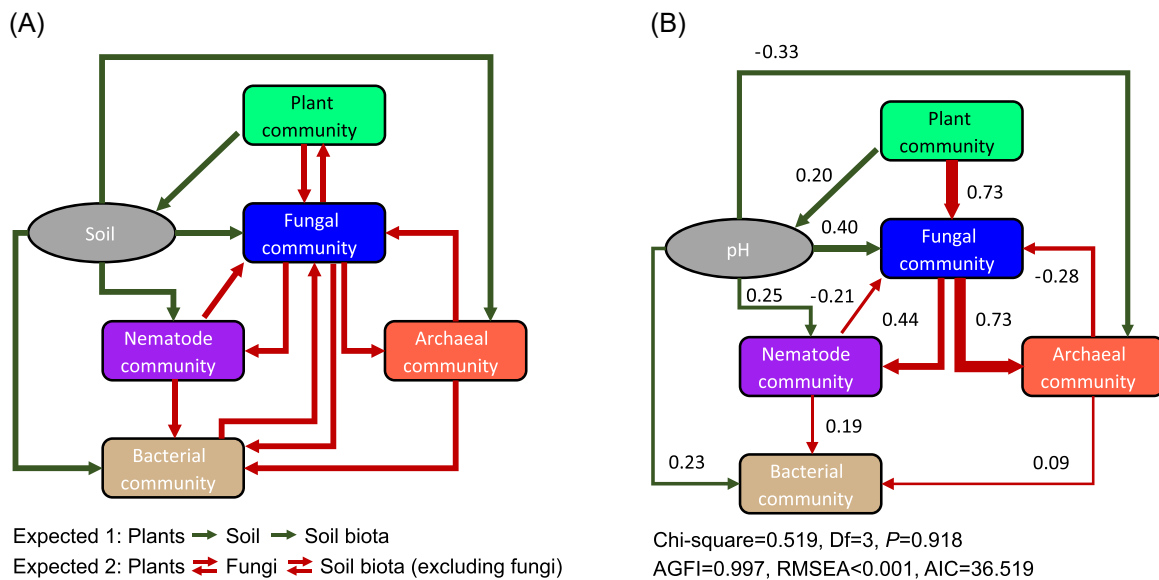 (A)
Plant
community
Soil
Fungal
community
Nematode
community
Archaeal
community
Bacterial
community
Expected 1: Plants → Soil → Soil biota
Expected 2: Plants ⇄ Fungi ⇄ Soil biota (excluding fungi)
(B)
-0.33
Plant
community
0.20
0.73
pH
0.40
Fungal
community
0.25
-0.21
0.44
0.73
-0.28
Nematode
community
Archaeal
community
0.19
0.23
Bacterial
community
0.09
Chi-square=0.519, Df=3, P=0.918
AGFI=0.997, RMSEA<0.001, AIC=36.519